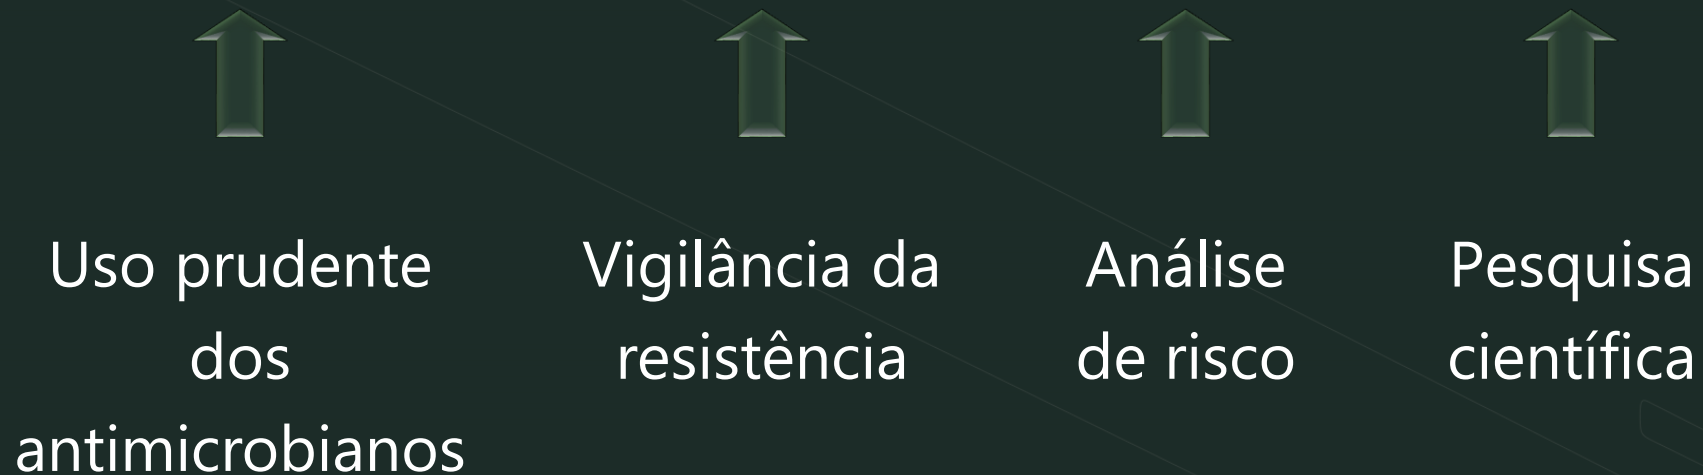 Uso prudente
dos
antimicrobianos
Vigilância da
resistência
Análise
de risco
Pesquisa
científica